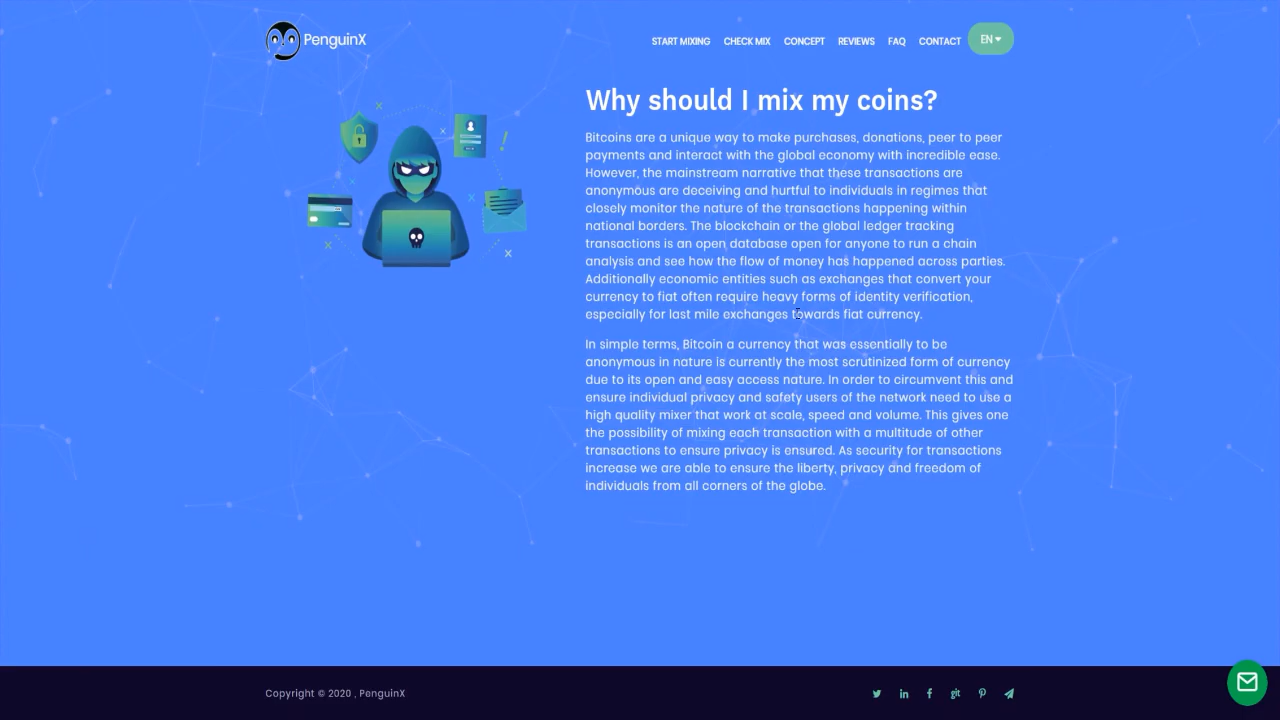 PenguinX
START MIXING CHECK MIX CONCEPT REVIEWS FAQ CONTACT EN
Why should I mix my coins?
Bitcoins are a unique way to make purchases, donations, peer to peer
payments and interact with the global economy with incredible ease.
However, the mainstream narrative that these transactions are
anonymous are deceiving and hurtful to individuals in regimes that
closely monitor the nature of the transactions happening within
national borders. The blockchain or the global ledger tracking
transactions is an open database open for anyone to run a chain
analysis and see how the flow of money has happened across parties.
Additionally economic entities such as exchanges that convert your
currency to fiat often require heavy forms of identity verification,
especially for last mile exchanges towards fiat currency.
In simple terms, Bitcoin a currency that was essentially to be
anonymous in nature is currently the most scrutinized form of currency
due to its open and easy access nature. In order to circumvent this and
ensure individual privacy and safety users of the network need to use a
high quality mixer that work at scale, speed and volume. This gives one
the possibility of mixing each transaction with a multitude of other
transactions to ensure privacy is ensured. As security for transactions
increase we are able to ensure the liberty, privacy and freedom of
individuals from all corners of the globe.
Copyright © 2020 , PenguinX